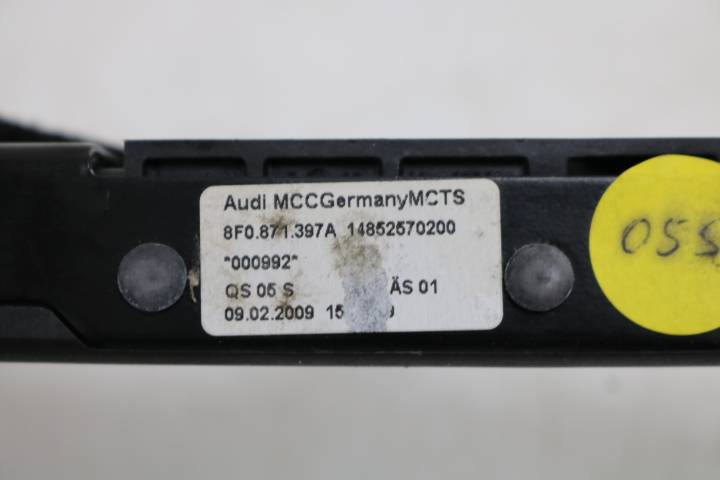 Audi MCCGermanyMCTS
8F0.871.397A 14852570200
*000992*
QS 05 S ÄS 01
09.02.2009 15
055